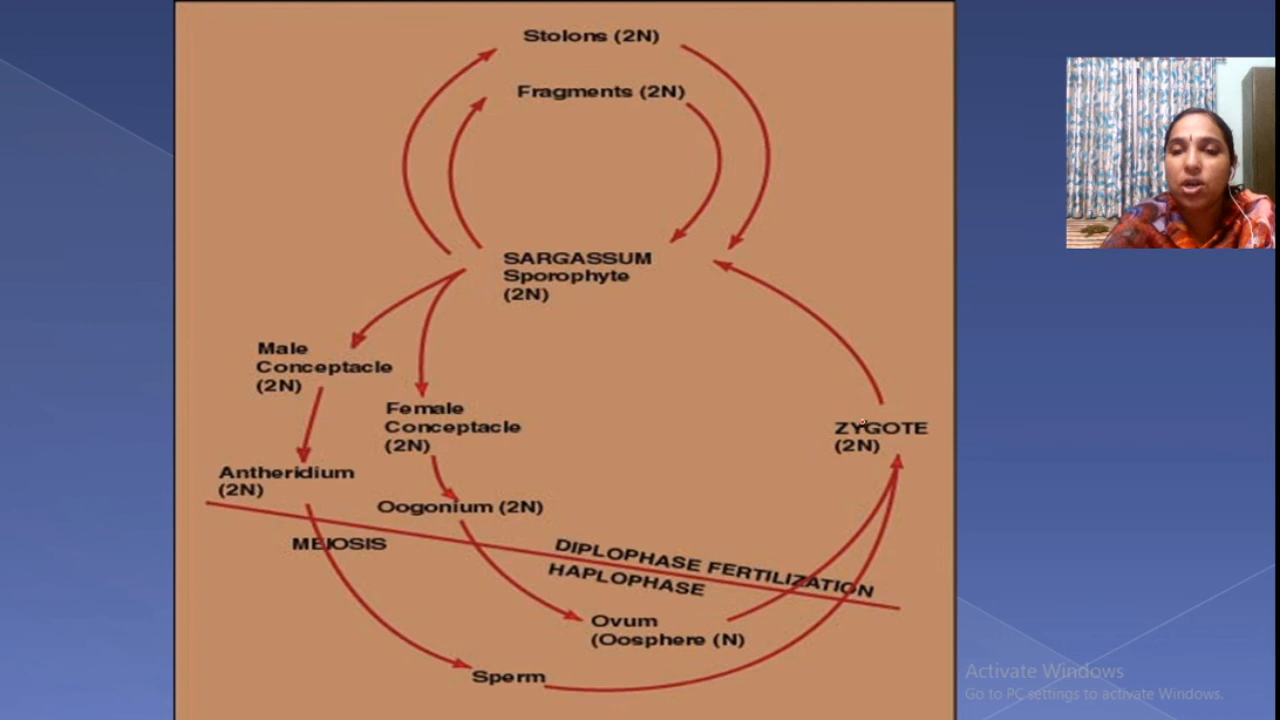 Stolons (2N)
Fragments (2N)
SARGASSUM
Sporophyte
(2N)
Male
Conceptacle
(2N)
Female
Conceptacle
(2N)
ZYGOTE
(2N)
Antheridium
(2N)
Oogonium (2N)
MEIOSIS
DIPLOPHASE FERTILIZATION
HAPLOPHASE
Ovum
(Oosphere (N)
Sperm
Activate Windows
Go to PC settings to activate Windows.